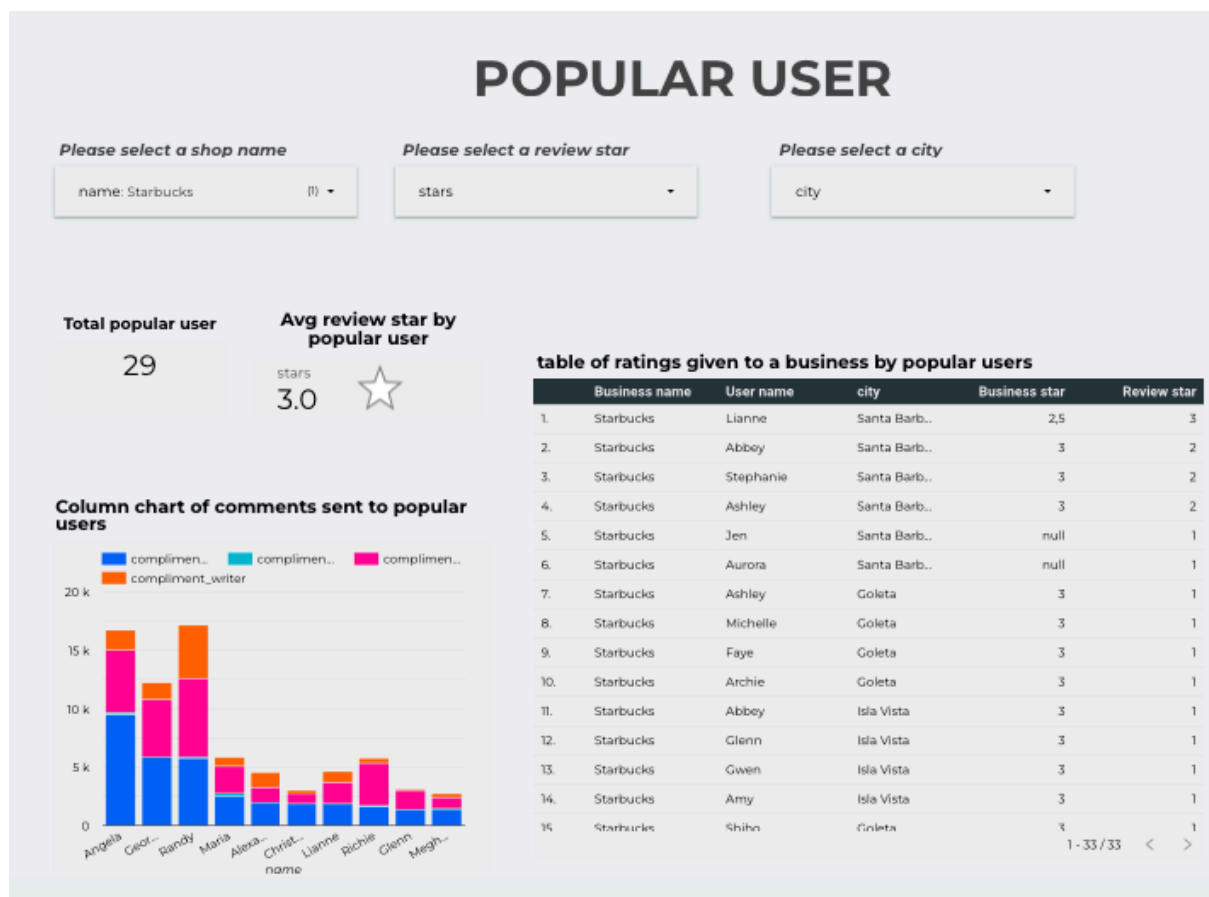 POPULAR USER
Please select a shop name
Please select a review star
Please select a city
name: Starbucks (1)
stars
city
Total popular user
29
Avg review star by
popular user
stars
3.0
table of ratings given to a business by popular users
Business name User name city Business star Review star
1. Starbucks Lianne Santa Barb... 2,5 3
2. Starbucks Abbey Santa Barb... 3 2
3. Starbucks Stephanie Santa Barb... 3 2
4. Starbucks Ashley Santa Barb... 3 2
5. Starbucks Jen Santa Barb... null 1
6. Starbucks Aurora Santa Barb... null 1
7. Starbucks Ashley Goleta 3 1
8. Starbucks Michelle Goleta 3 1
9. Starbucks Faye Goleta 3 1
10. Starbucks Archie Goleta 3 1
11. Starbucks Abbey Isla Vista 3 1
12. Starbucks Glenn Isla Vista 3 1
13. Starbucks Gwen Isla Vista 3 1
14. Starbucks Amy Isla Vista 3 1
15 Starbucks Shiho Goleta 3 1
1 - 33 / 33 < >
Column chart of comments sent to popular
users
complimen... complimen... complimen...
compliment_writer
20 k
15 k
10 k
5 k
0
Angela Geor... Randy Maria Alexa... Christ... Lianne Richie Glenn Megh...
name